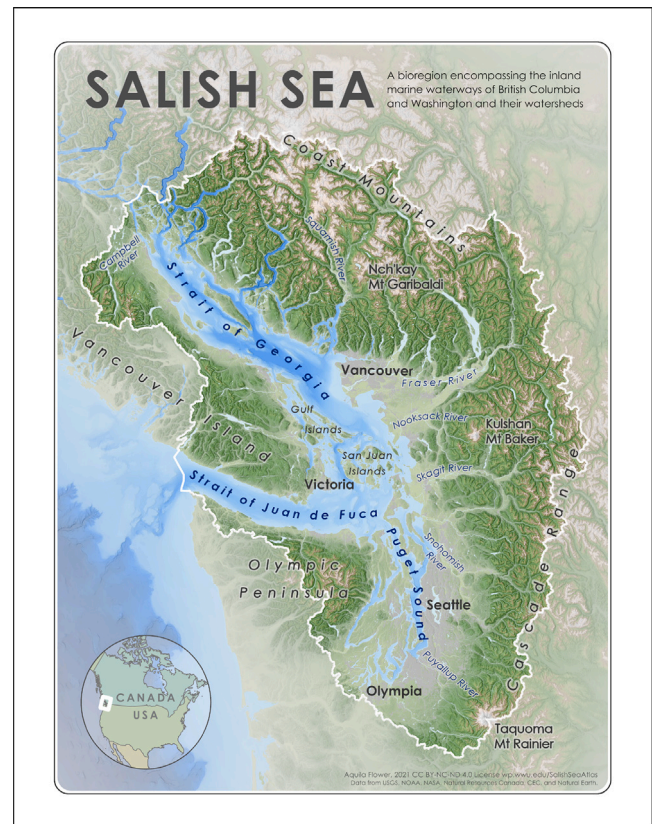 SALISH SEA
A bioregion encompassing the inland
marine waterways of British Columbia
and Washington and their watersheds
Coast Mountains
Campbell
River
Squamish River
Nch'kay
Mt Garibaldi
Strait of Georgia
Vancouver
Fraser River
Vancouver Island
Gulf
Islands
Nooksack River
Kulshan
Mt Baker
San Juan
Islands
Skagit River
Victoria
Strait of Juan de Fuca
Cascade Range
Puget Sound
Snohomish
River
Olympic
Peninsula
Seattle
Puyallup River
Olympia
CANADA
USA
Taquoma
Mt Rainier
Aquila Flower, 2021 CC BY-NC-ND 4.0 License wp.wwu.edu/SalishSeaAtlas
Data from USGS, NOAA, NASA, Natural Resources Canada, CEC, and Natural Earth.